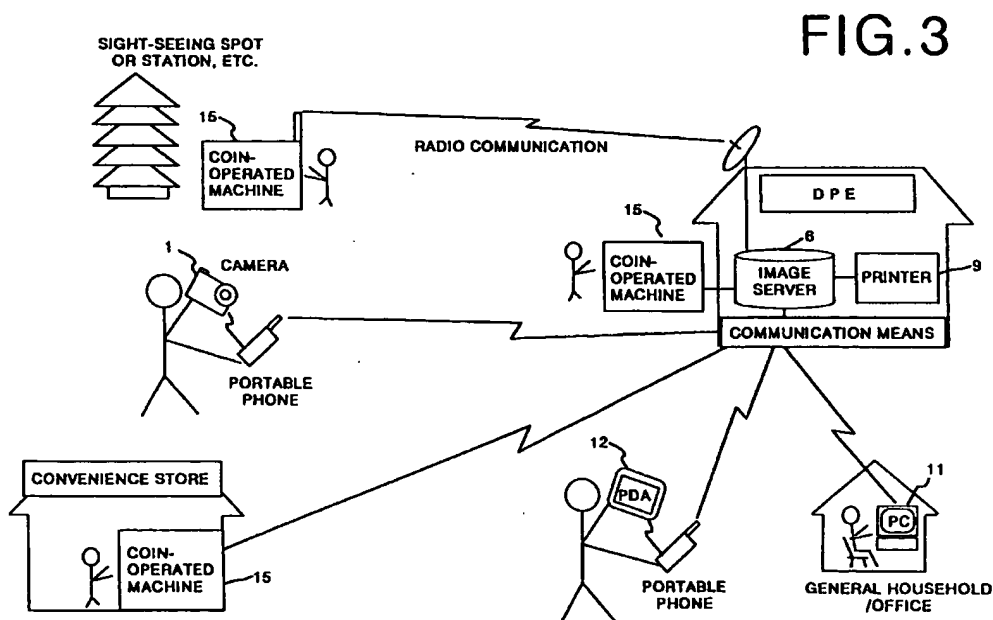 FIG.3
SIGHT-SEEING SPOT
OR STATION, ETC.
15
COIN-
OPERATED
MACHINE
RADIO COMMUNICATION
DPE
15
COIN-
OPERATED
MACHINE
6
IMAGE
SERVER
PRINTER
9
COMMUNICATION MEANS
1
CAMERA
PORTABLE
PHONE
CONVENIENCE STORE
COIN-
OPERATED
MACHINE
15
12
PDA
PORTABLE
PHONE
11
PC
GENERAL HOUSEHOLD
/OFFICE